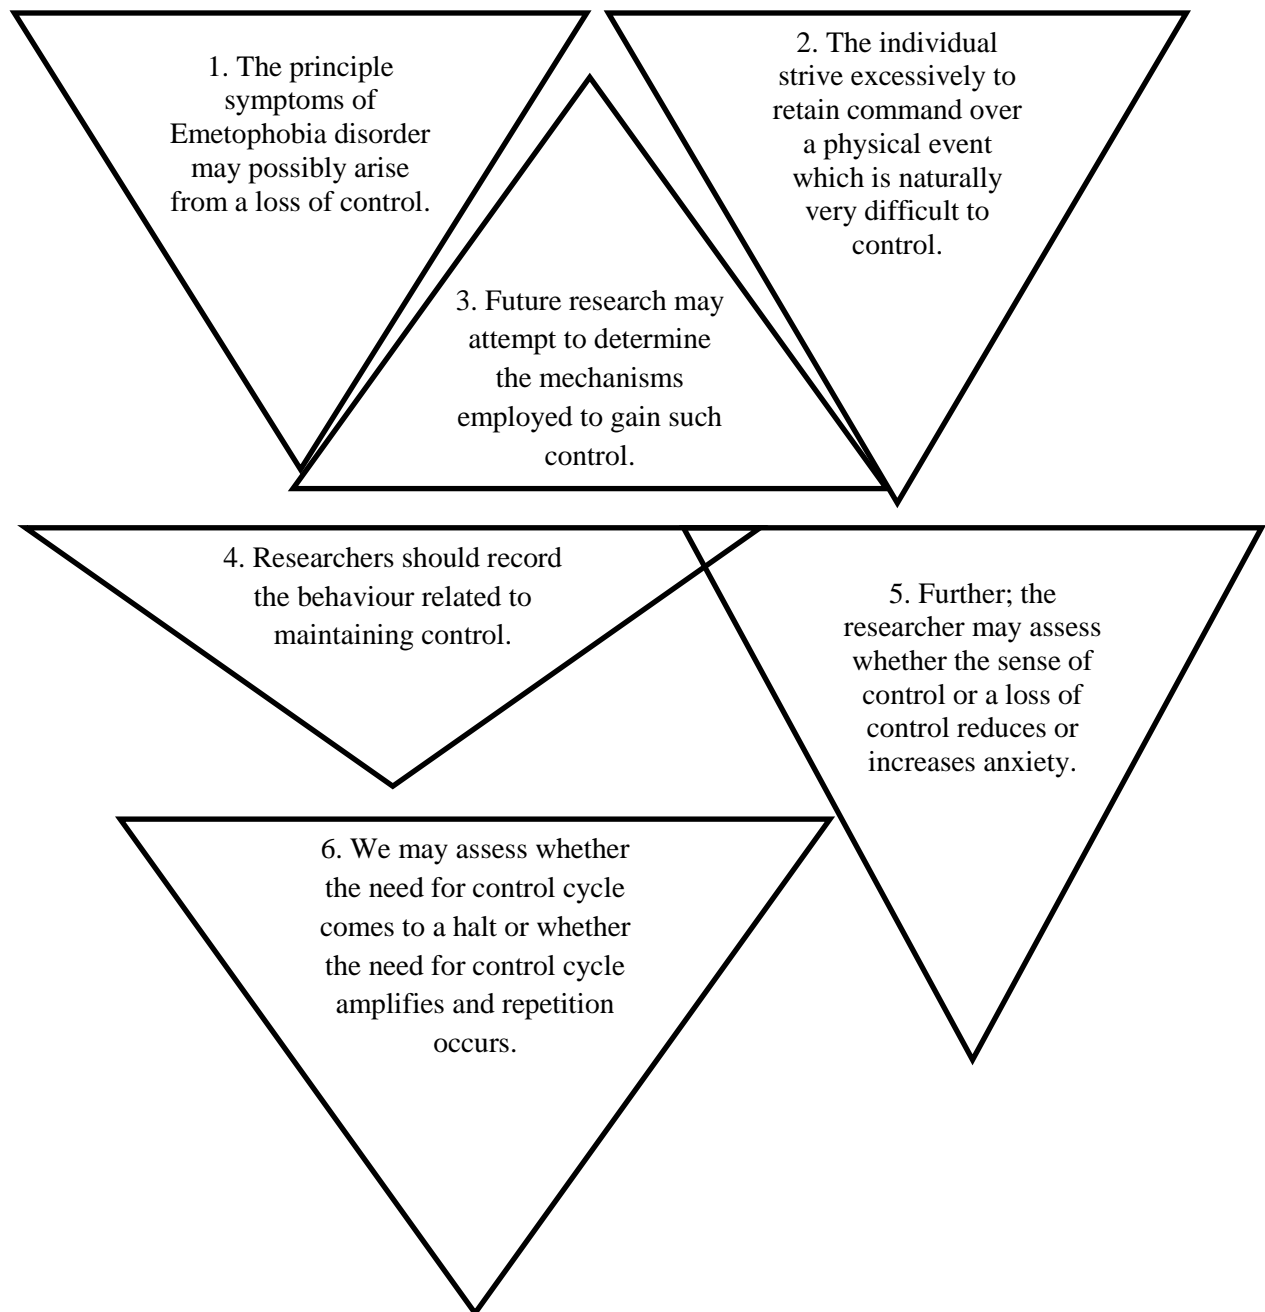 1. The principle
symptoms of
Emetophobia disorder
may possibly arise
from a loss of control.
2. The individual
strive excessively to
retain command over
a physical event
which is naturally
very difficult to
control.
3. Future research may
attempt to determine
the mechanisms
employed to gain such
control.
4. Researchers should record
the behaviour related to
maintaining control.
5. Further; the
researcher may assess
whether the sense of
control or a loss of
control reduces or
increases anxiety.
6. We may assess whether
the need for control cycle
comes to a halt or whether
the need for control cycle
amplifies and repetition
occurs.